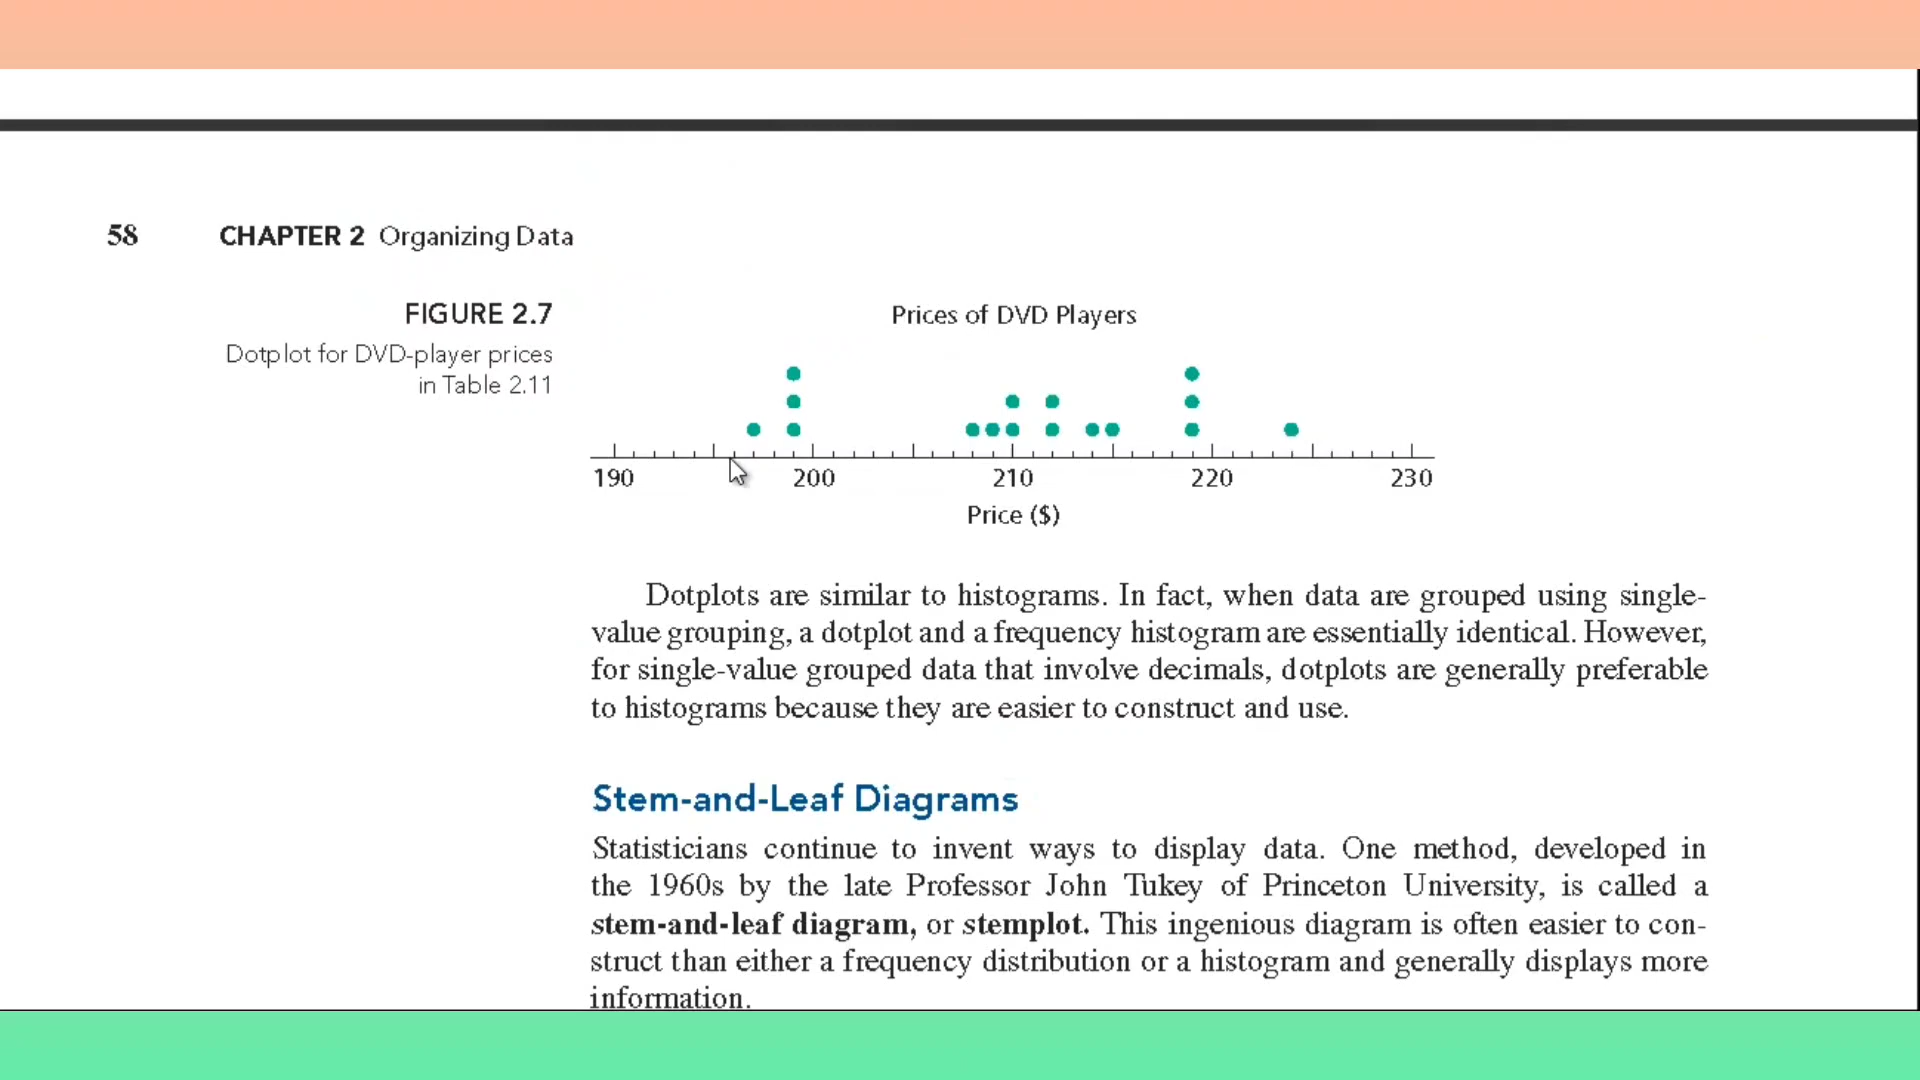 58 CHAPTER 2 Organizing Data
FIGURE 2.7
Dotplot for DVD-player prices
in Table 2.11
Prices of DVD Players
190 200 210 220 230
Price ($)
Dotplots are similar to histograms. In fact, when data are grouped using single-
value grouping, a dotplot and a frequency histogram are essentially identical. However,
for single-value grouped data that involve decimals, dotplots are generally preferable
to histograms because they are easier to construct and use.
Stem-and-Leaf Diagrams
Statisticians continue to invent ways to display data. One method, developed in
the 1960s by the late Professor John Tukey of Princeton University, is called a
stem-and-leaf diagram, or stemplot. This ingenious diagram is often easier to con-
struct than either a frequency distribution or a histogram and generally displays more
information.